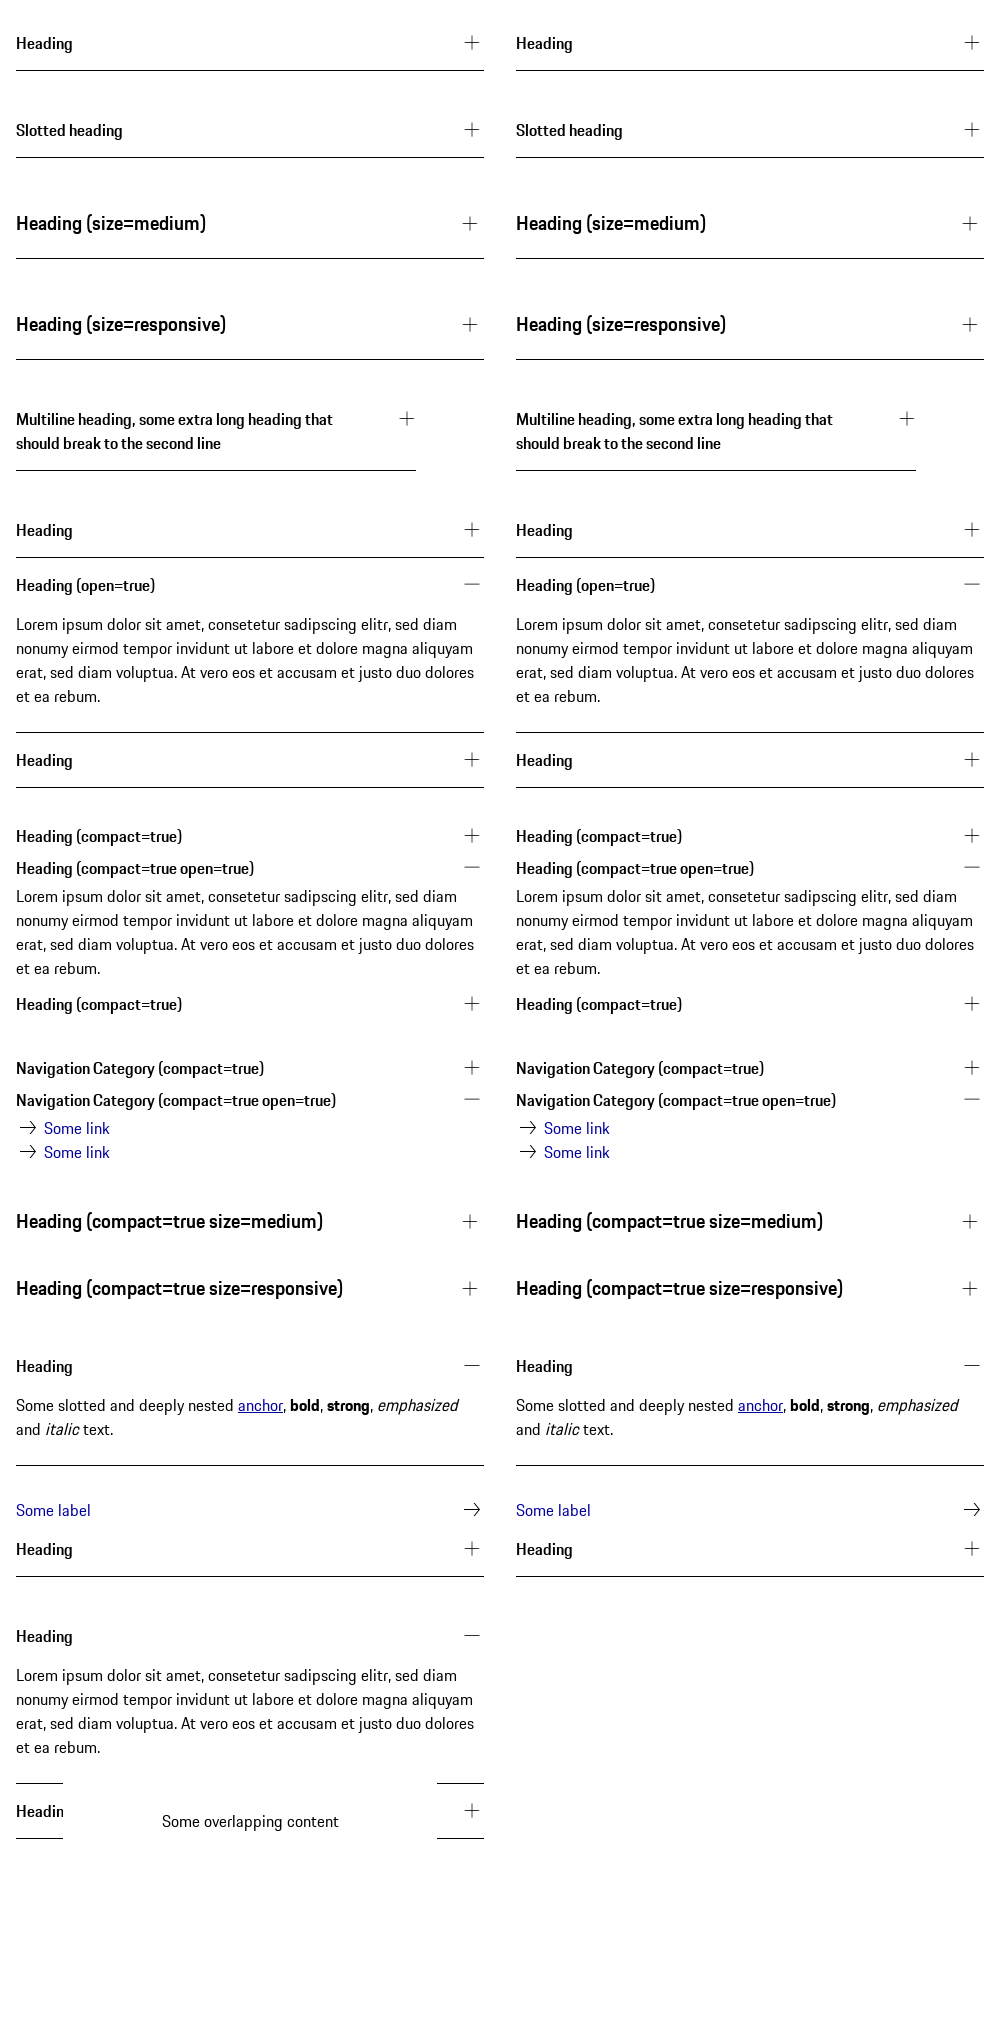 Heading
Slotted heading
Heading (size=medium)
Heading (size=responsive)
Multiline heading, some extra long heading that
should break to the second line
Heading
Heading (open=true)
Lorem ipsum dolor sit amet, consetetur sadipscing elitr, sed diam
nonumy eirmod tempor invidunt ut labore et dolore magna aliquyam
erat, sed diam voluptua. At vero eos et accusam et justo duo dolores
et ea rebum.
Heading
Heading (compact=true)
Heading (compact=true open=true)
Lorem ipsum dolor sit amet, consetetur sadipscing elitr, sed diam
nonumy eirmod tempor invidunt ut labore et dolore magna aliquyam
erat, sed diam voluptua. At vero eos et accusam et justo duo dolores
et ea rebum.
Heading (compact=true)
Navigation Category (compact=true)
Navigation Category (compact=true open=true)
Some link
Some link
Heading (compact=true size=medium)
Heading (compact=true size=responsive)
Heading
Some slotted and deeply nested anchor, bold, strong, emphasized
and italic text.
Some label
Heading
Heading
Lorem ipsum dolor sit amet, consetetur sadipscing elitr, sed diam
nonumy eirmod tempor invidunt ut labore et dolore magna aliquyam
erat, sed diam voluptua. At vero eos et accusam et justo duo dolores
et ea rebum.
Headin
Some overlapping content
Heading
Slotted heading
Heading (size=medium)
Heading (size=responsive)
Multiline heading, some extra long heading that
should break to the second line
Heading
Heading (open=true)
Lorem ipsum dolor sit amet, consetetur sadipscing elitr, sed diam
nonumy eirmod tempor invidunt ut labore et dolore magna aliquyam
erat, sed diam voluptua. At vero eos et accusam et justo duo dolores
et ea rebum.
Heading
Heading (compact=true)
Heading (compact=true open=true)
Lorem ipsum dolor sit amet, consetetur sadipscing elitr, sed diam
nonumy eirmod tempor invidunt ut labore et dolore magna aliquyam
erat, sed diam voluptua. At vero eos et accusam et justo duo dolores
et ea rebum.
Heading (compact=true)
Navigation Category (compact=true)
Navigation Category (compact=true open=true)
Some link
Some link
Heading (compact=true size=medium)
Heading (compact=true size=responsive)
Heading
Some slotted and deeply nested anchor, bold, strong, emphasized
and italic text.
Some label
Heading